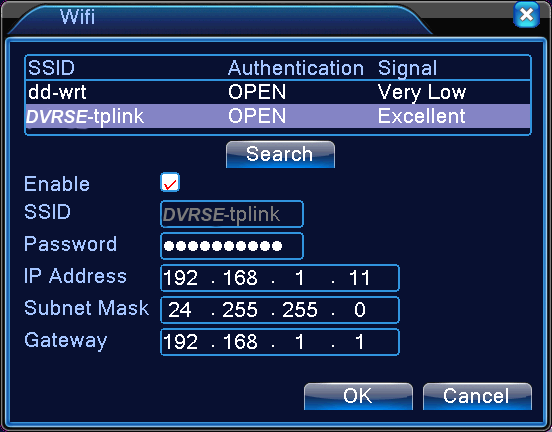 Wifi
SSID Authentication Signal
dd-wrt OPEN Very Low
DVRSE-tplink OPEN Excellent
Search
Enable
SSID DVRSE-tplink
Password ●●●●●●●●●●
IP Address 192 . 168 . 1 . 11
Subnet Mask 24 . 255 . 255 . 0
Gateway 192 . 168 . 1 . 1
OK Cancel